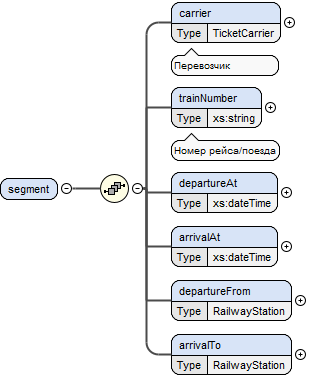 carrier
Type TicketCarrier
Перевозчик
trainNumber
Type xs:string
Номер рейса/поезда
segment
departureAt
Type xs:dateTime
arrivalAt
Type xs:dateTime
departureFrom
Type RailwayStation
arrivalTo
Type RailwayStation